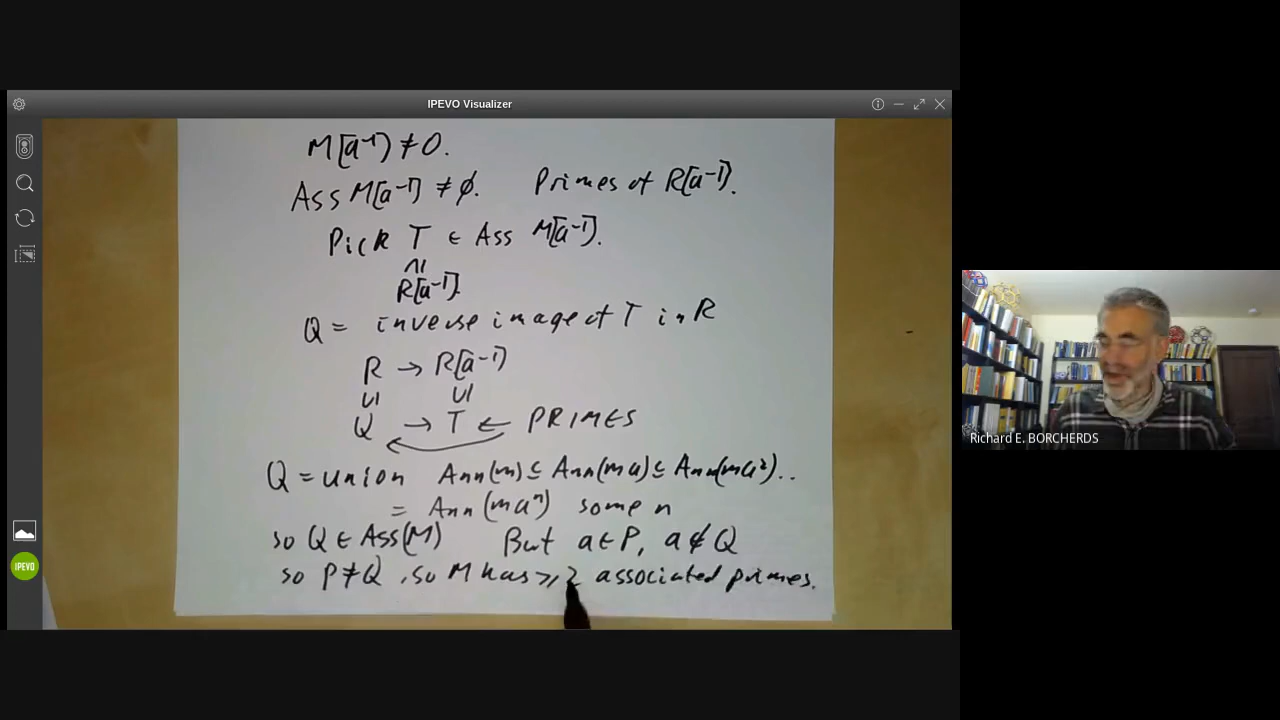 IPEVO Visualizer
M[a⁻¹] ≠ 0.
Ass M[a⁻¹] ≠ ∅. Primes of R[a⁻¹].
Pick T ∈ Ass M[a⁻¹].
∩|
R[a⁻¹].
Q = inverse image of T in R
R → R[a⁻¹]
∪| ∪|
Q → T ← PRIMES
Q = union Ann(m) ⊆ Ann(ma) ⊆ Ann(ma²)..
= Ann(maⁿ) some n
so Q ∈ Ass(M) But a ∈ P, a ∉ Q
so P ≠ Q, so M has ≥ 2 associated primes.
Richard E. BORCHERDS
IPEVO